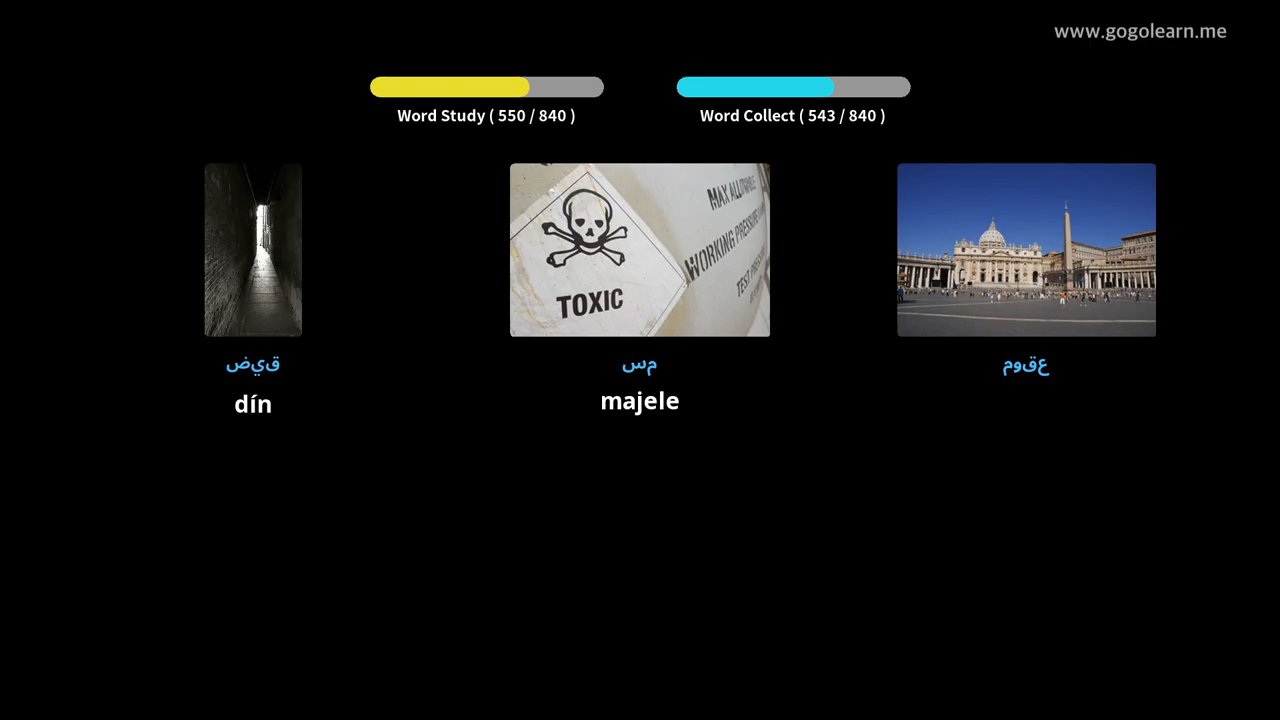 www.gogolearn.me
Word Study ( 550 / 840 )
Word Collect ( 543 / 840 )
TOXIC
MAX ALLOWABLE
WORKING PRESSURE
TEST PRESSURE
قيض
مس
عقوم
dín
majele